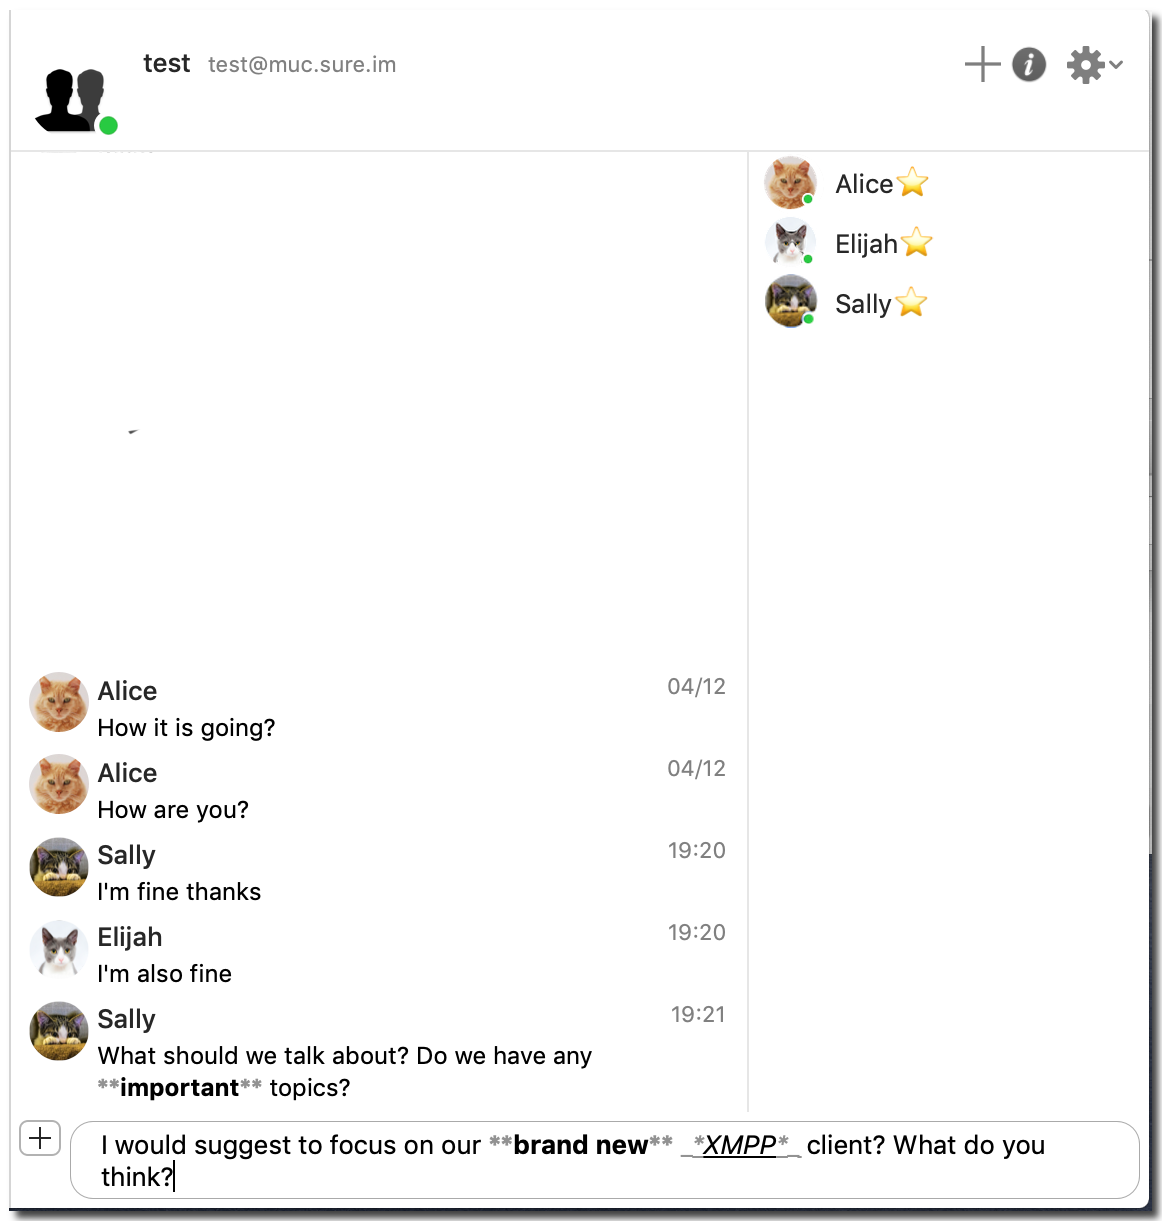 test test@muc.sure.im
Alice⭐
Elijah⭐
Sally⭐
Alice 04/12
How it is going?
Alice 04/12
How are you?
Sally 19:20
I'm fine thanks
Elijah 19:20
I'm also fine
Sally 19:21
What should we talk about? Do we have any
**important** topics?
I would suggest to focus on our **brand new** _*XMPP*_ client? What do you
think?